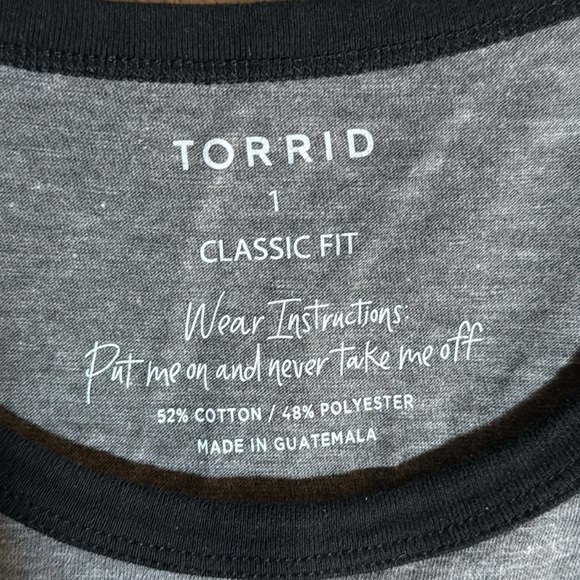 TORRID
1
CLASSIC FIT
Wear Instructions:
Put me on and never take me off
52% COTTON / 48% POLYESTER
MADE IN GUATEMALA